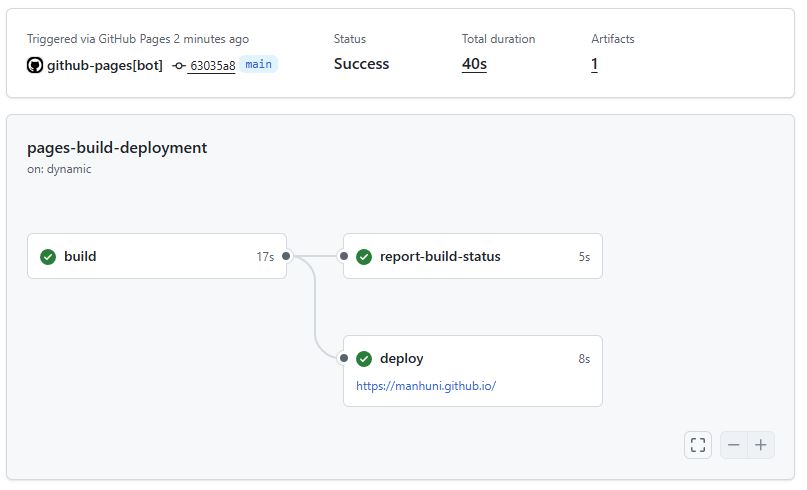 Triggered via GitHub Pages 2 minutes ago
github-pages[bot] 63035a8 main
Status
Success
Total duration
40s
Artifacts
1
pages-build-deployment
on: dynamic
build 17s
report-build-status 5s
deploy 8s
https://manhuni.github.io/